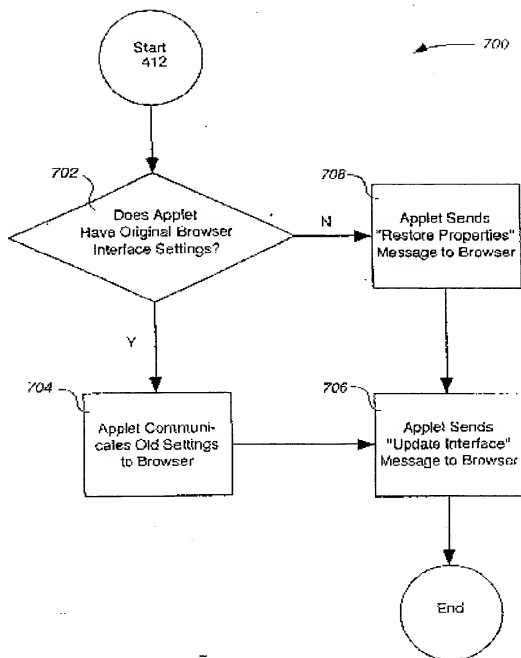 Start
412
700
702
Does Applet
Have Original Browser
Interface Settings?
N
708
Applet Sends
"Restore Properties"
Message to Browser
Y
704
Applet Communi-
cales Old Settings
to Browser
706
Applet Sends
"Update Interface"
Message to Browser
End